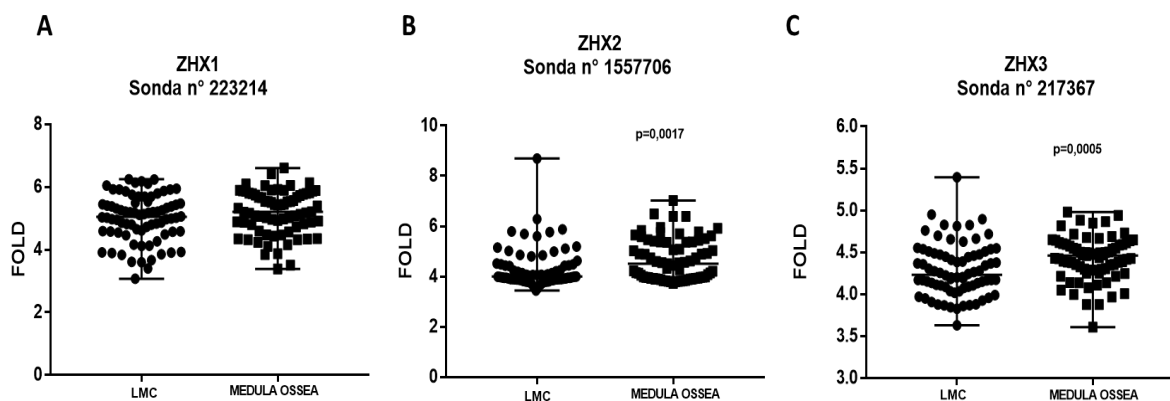 A
ZHX1
Sonda n° 223214
FOLD
8
6
4
2
0
LMC
MEDULA OSSEA
B
ZHX2
Sonda n° 1557706
p=0,0017
FOLD
10
8
6
4
2
0
LMC
MEDULA OSSEA
C
ZHX3
Sonda n° 217367
p=0,0005
FOLD
6.0
5.5
5.0
4.5
4.0
3.5
3.0
LMC
MEDULA OSSEA